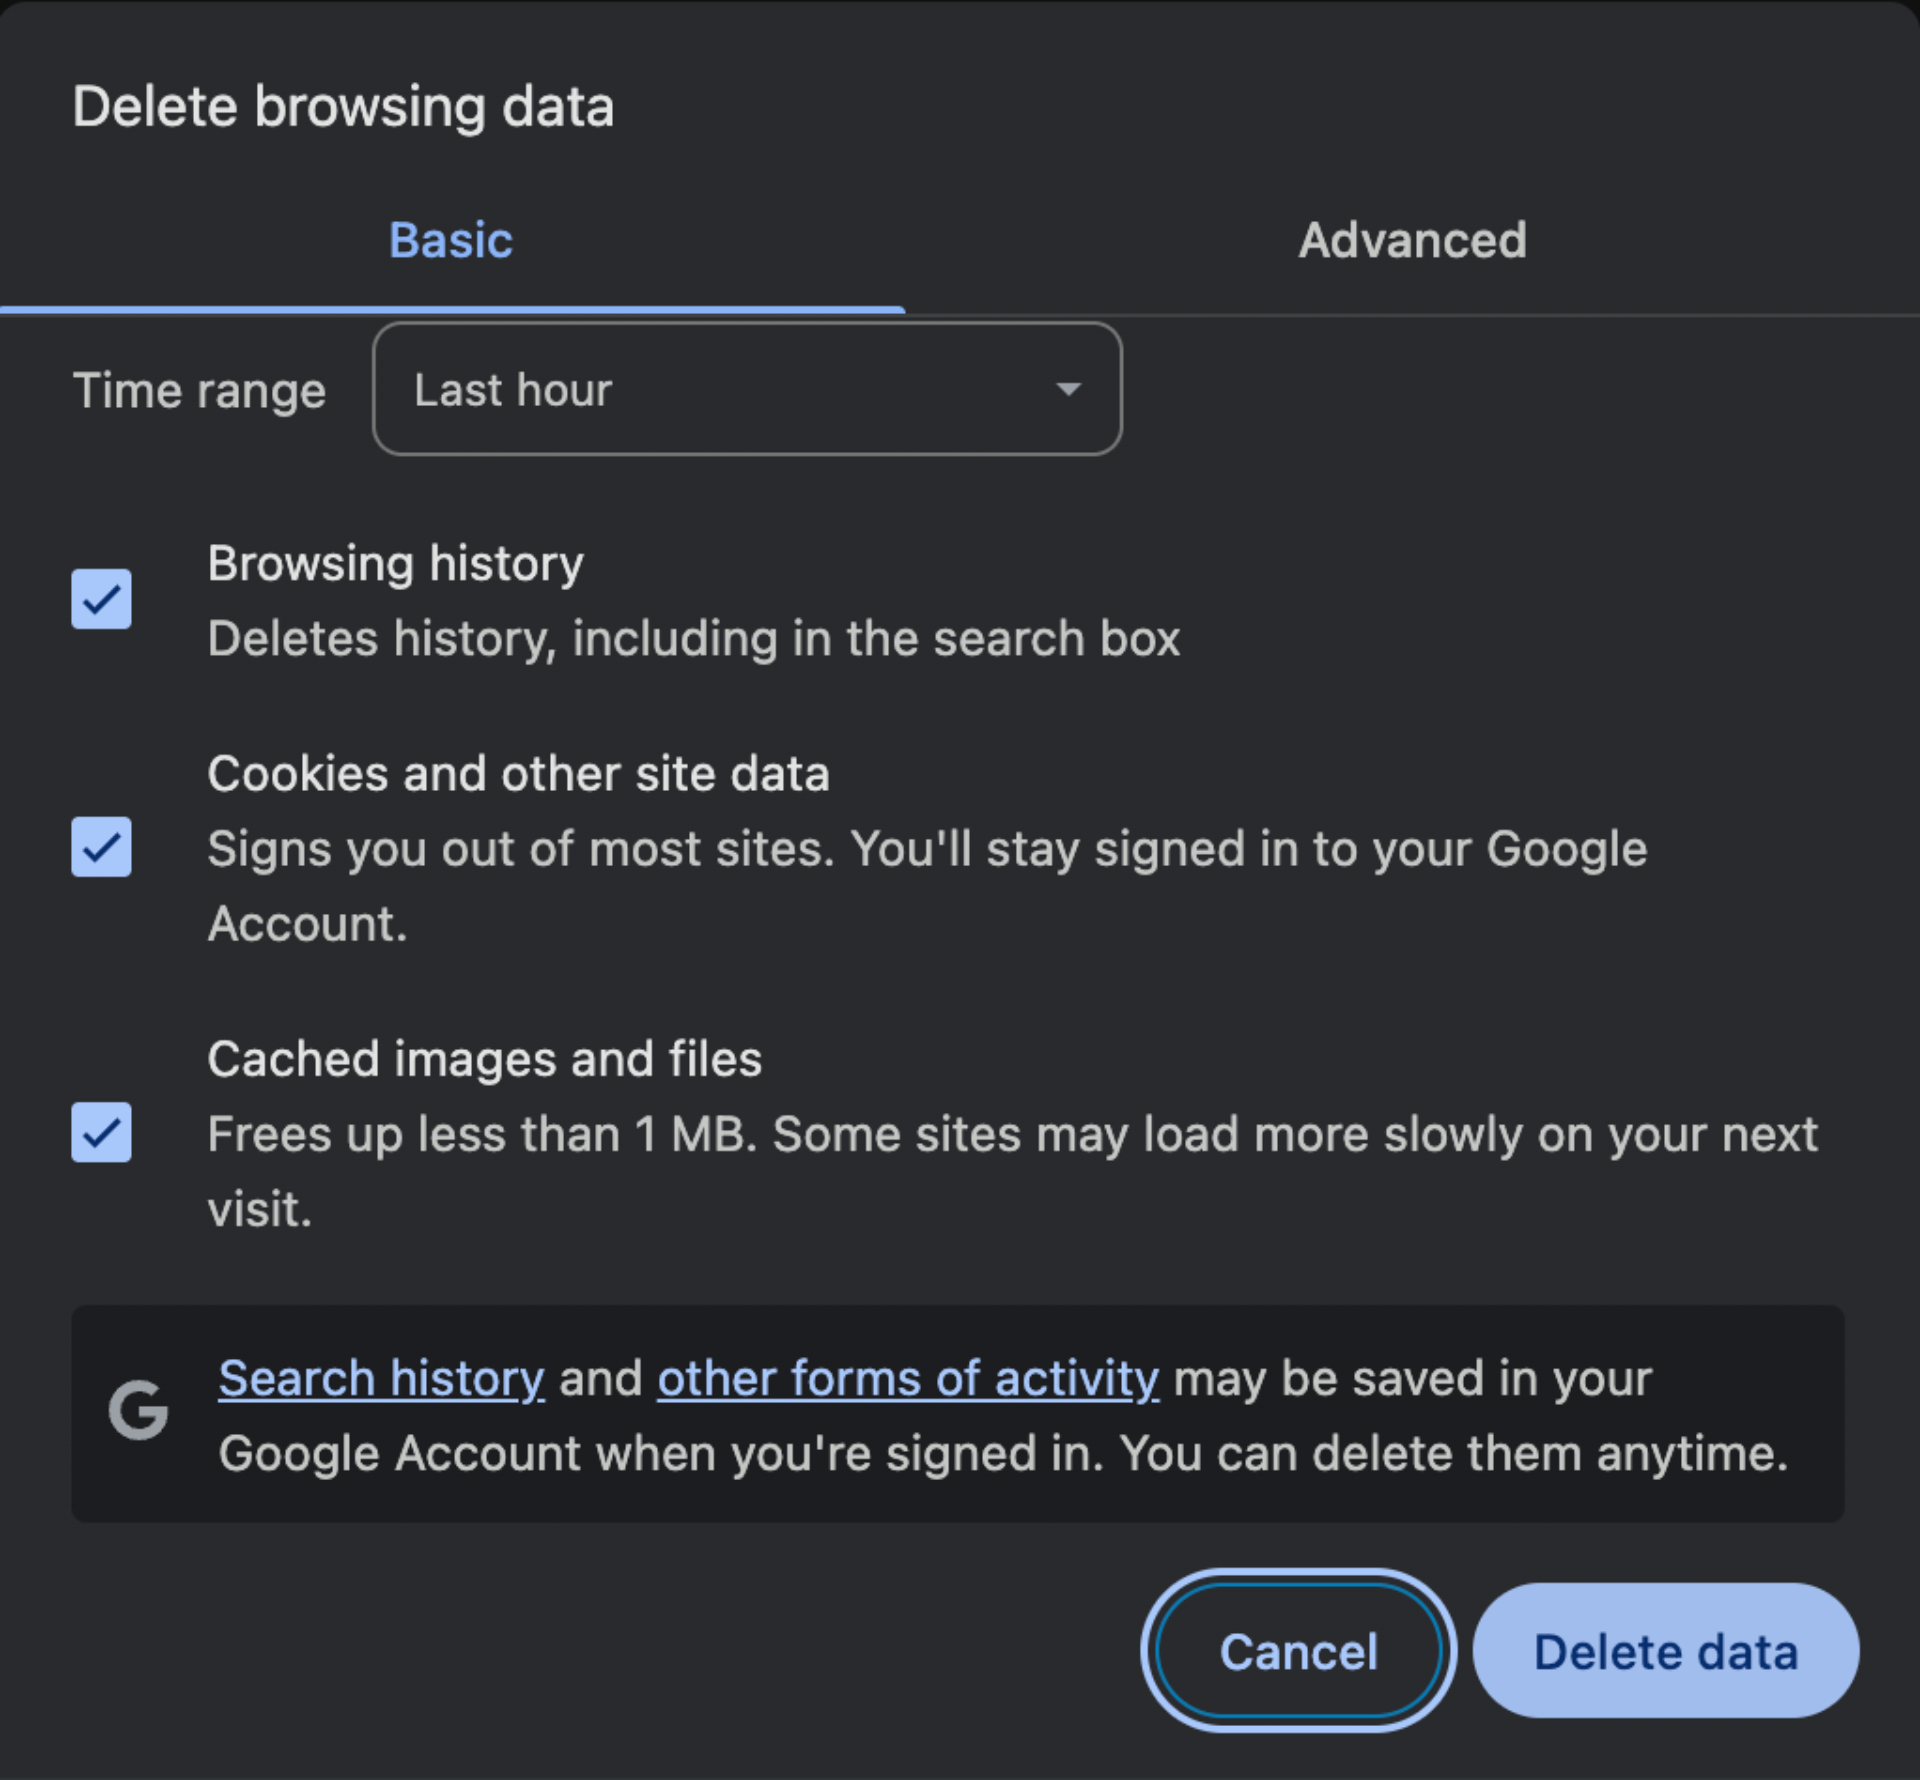 Delete browsing data
Basic
Advanced
Time range
Last hour
Browsing history
Deletes history, including in the search box
Cookies and other site data
Signs you out of most sites. You'll stay signed in to your Google
Account.
Cached images and files
Frees up less than 1 MB. Some sites may load more slowly on your next
visit.
G
Search history and other forms of activity may be saved in your
Google Account when you're signed in. You can delete them anytime.
Cancel
Delete data